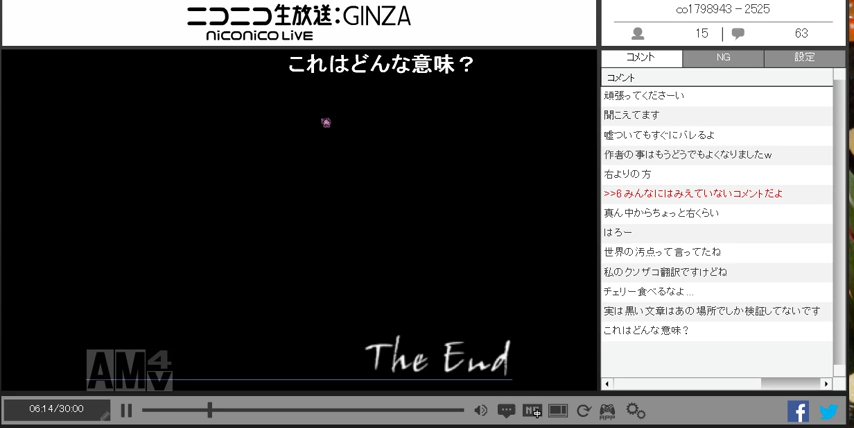 ニコニコ生放送:GINZA
niconico LIVE
co1798943 - 2525
15
63
コメント
NG
設定
コメント
これはどんな意味?
頑張ってくださーい
聞こえてます
嘘ついてもすぐにバレるよ
作者の事はもうどうでもよくなりましたw
右よりの方
>>6 みんなにはみえていないコメントだよ
真ん中からちょっと右くらい
はろー
世界の汚点って言ってたね
私のクソザコ翻訳ですけどね
チェリー食べるなよ...
実は黒い文章はあの場所でしか検証してないです
これはどんな意味?
The End
AM4v
06:14/30:00
APP